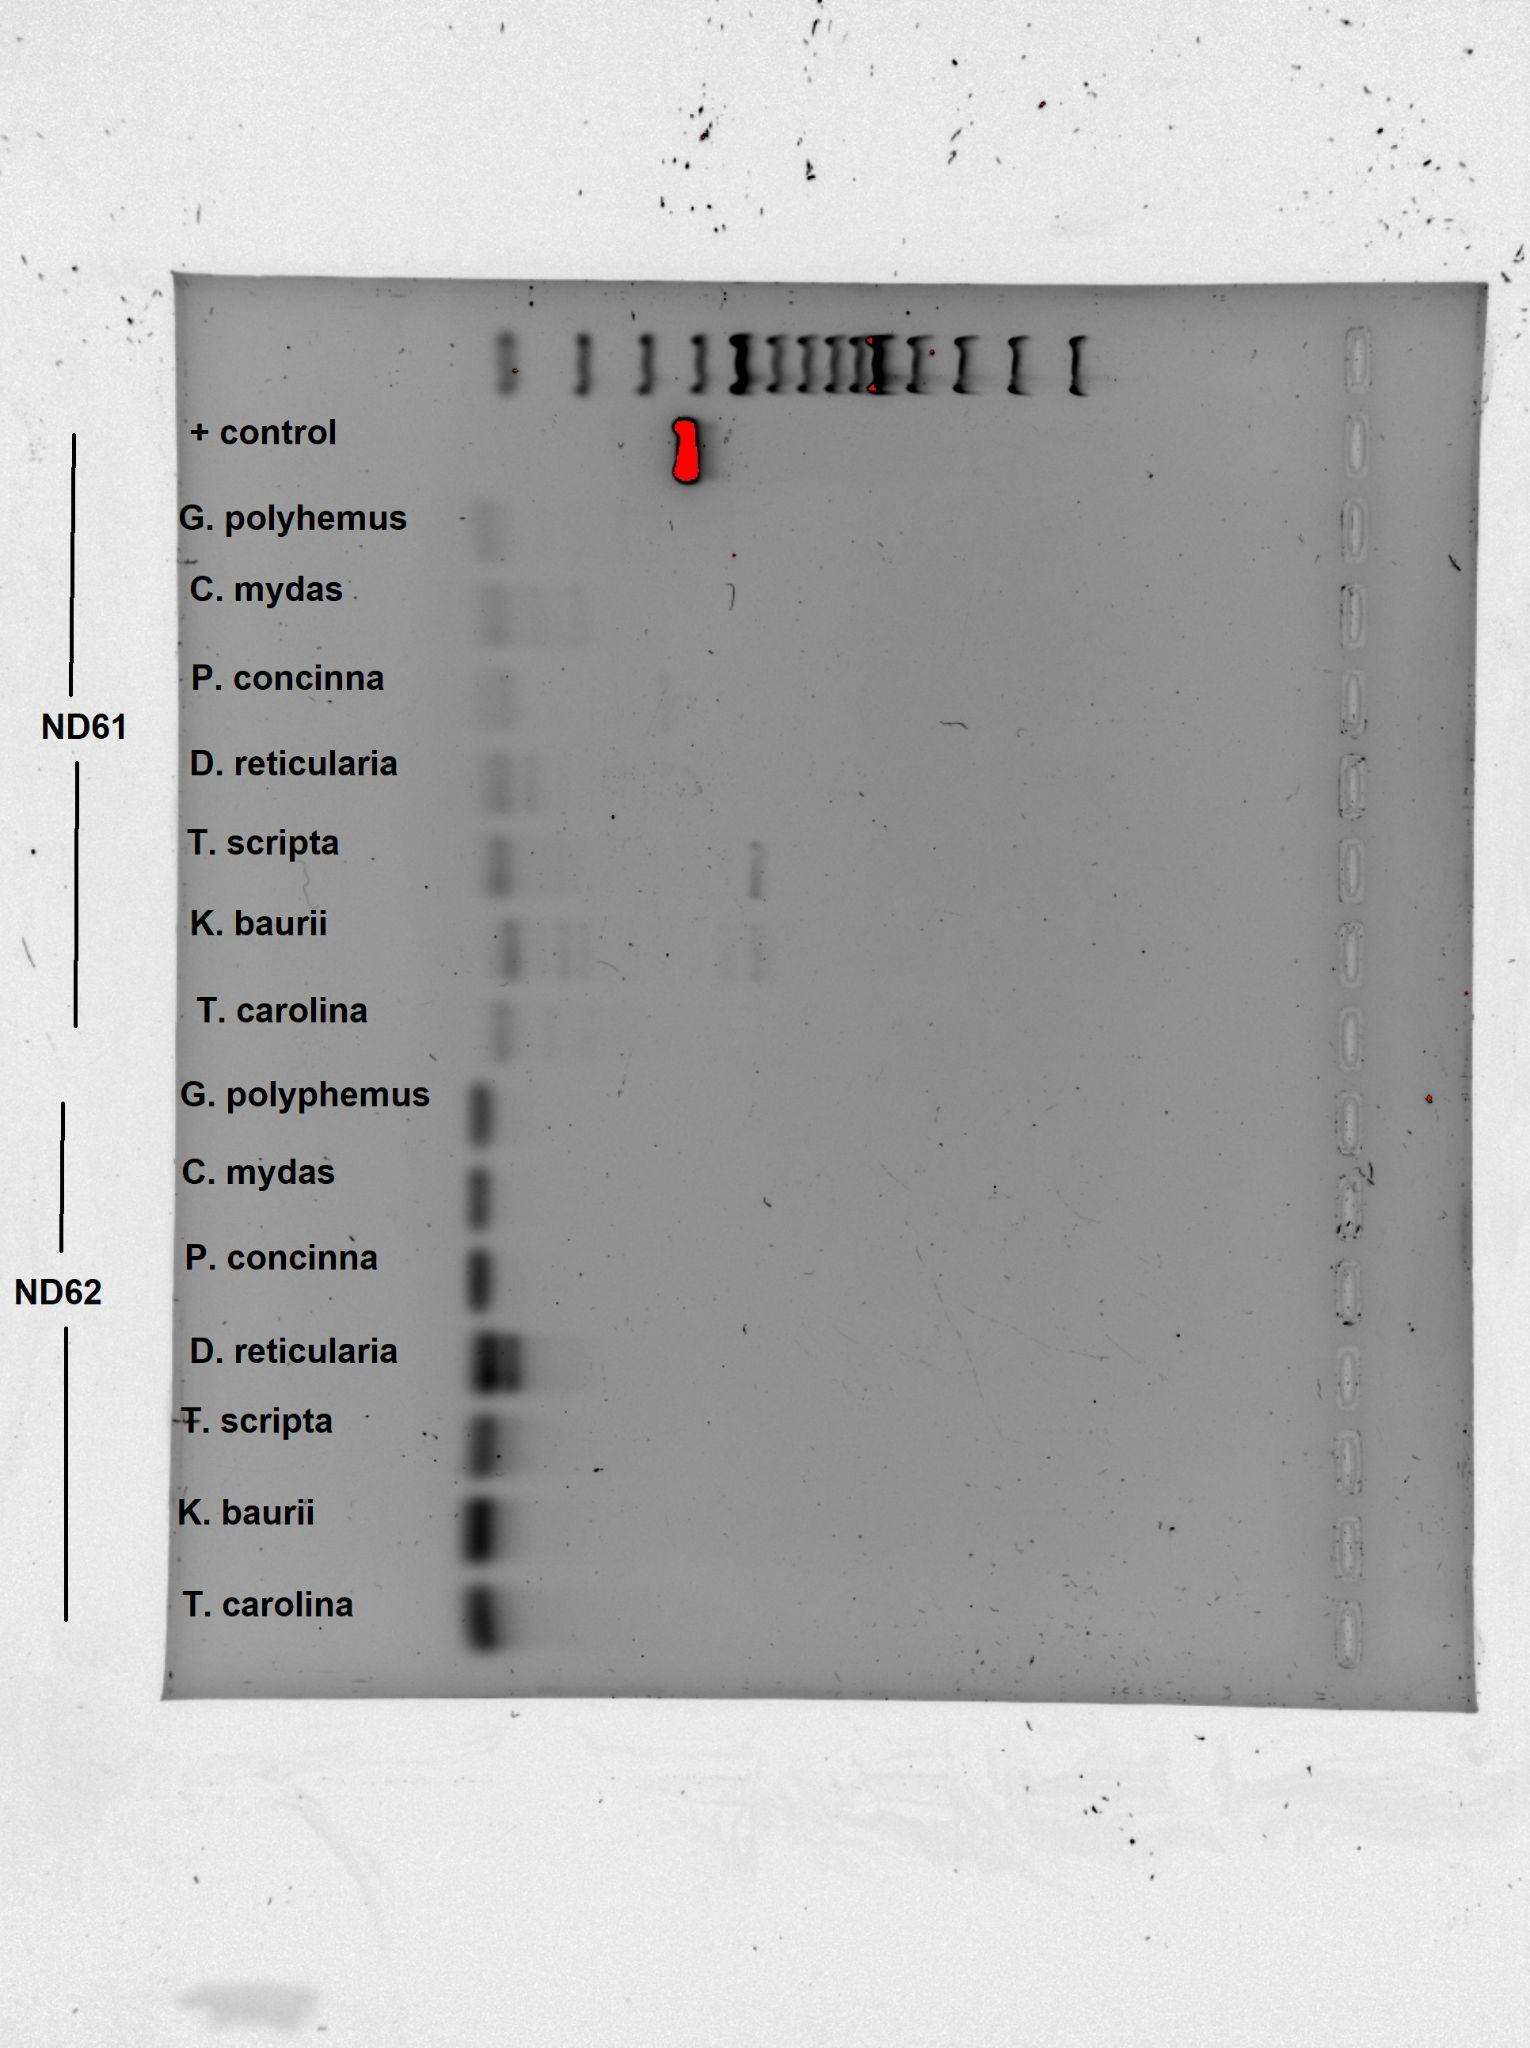 + control
G. polyhemus
C. mydas
P. concinna
ND61
D. reticularia
T. scripta
K. baurii
T. carolina
G. polyphemus
C. mydas
P. concinna
ND62
D. reticularia
T. scripta
K. baurii
T. carolina